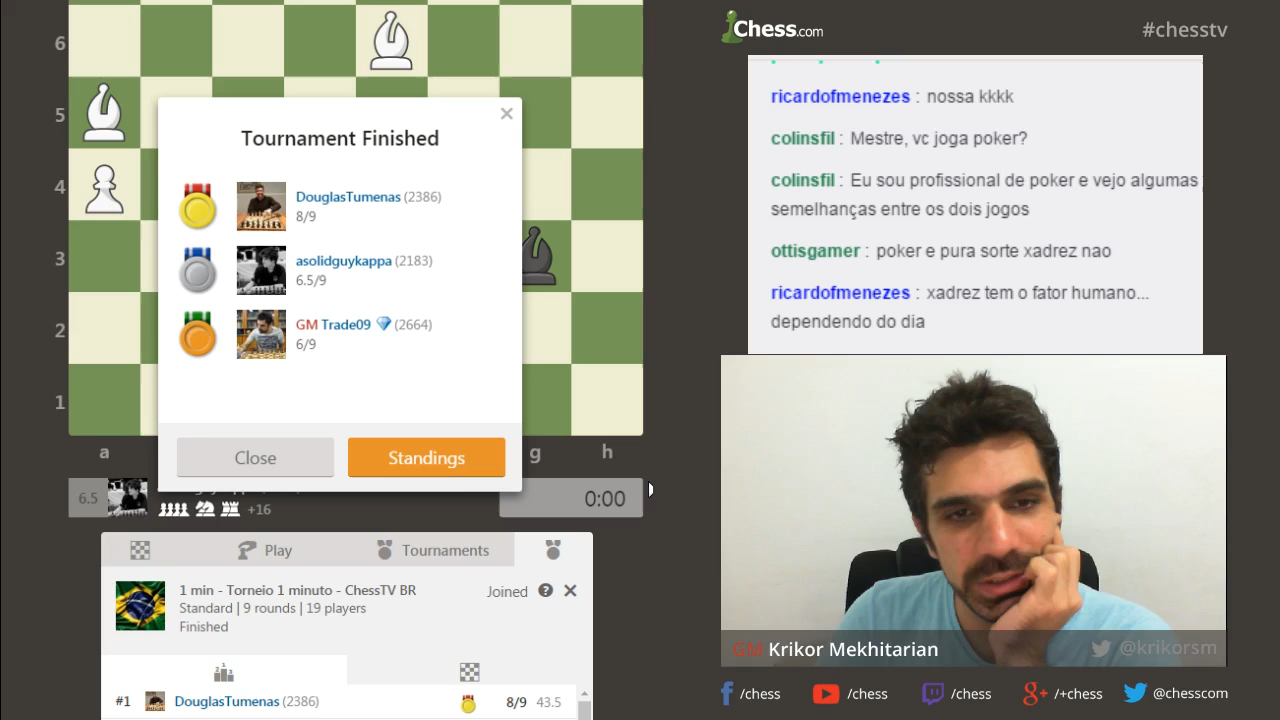 6
5
4
3
2
1
a
g
h
Tournament Finished
×
DouglasTumenas (2386)
8/9
asolidguykappa (2183)
6.5/9
GM Trade09 (2664)
6/9
Close
Standings
6.5
+16
0:00
Play
Tournaments
1 min - Torneio 1 minuto - ChessTV BR
Standard | 9 rounds | 19 players
Finished
Joined ? ×
#1 DouglasTumenas (2386) 8/9 43.5
Chess.com
#chesstv
ricardofmenezes : nossa kkkk
colinsfil : Mestre, vc joga poker?
colinsfil : Eu sou profissional de poker e vejo algumas
semelhanças entre os dois jogos
ottisgamer : poker e pura sorte xadrez nao
ricardofmenezes : xadrez tem o fator humano...
dependendo do dia
GM Krikor Mekhitarian
@krikorsm
/chess
/chess
/chess
/+chess
@chesscom